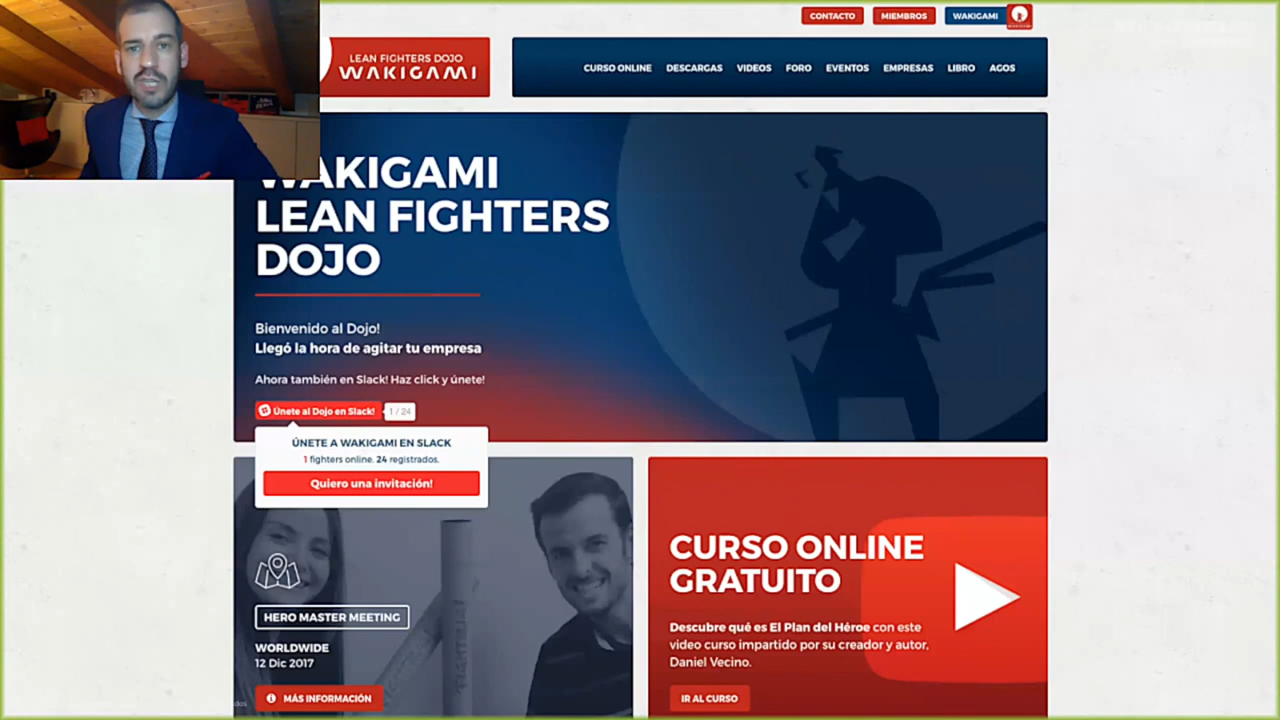 CONTACTO
MIEMBROS
WAKIGAMI
LEAN FIGHTERS DOJO
WAKIGAMI
CURSO ONLINE
DESCARGAS
VIDEOS
FORO
EVENTOS
EMPRESAS
LIBRO
AGOS
WAKIGAMI
LEAN FIGHTERS
DOJO
Bienvenido al Dojo!
Llegó la hora de agitar tu empresa
Ahora también en Slack! Haz click y únete!
Únete al Dojo en Slack!
1 / 24
ÚNETE A WAKIGAMI EN SLACK
1 fighters online. 24 registrados.
Quiero una invitación!
HERO MASTER MEETING
WORLDWIDE
12 Dic 2017
MÁS INFORMACIÓN
CURSO ONLINE
GRATUITO
Descubre qué es El Plan del Héroe con este
video curso impartido por su creador y autor,
Daniel Vecino.
IR AL CURSO